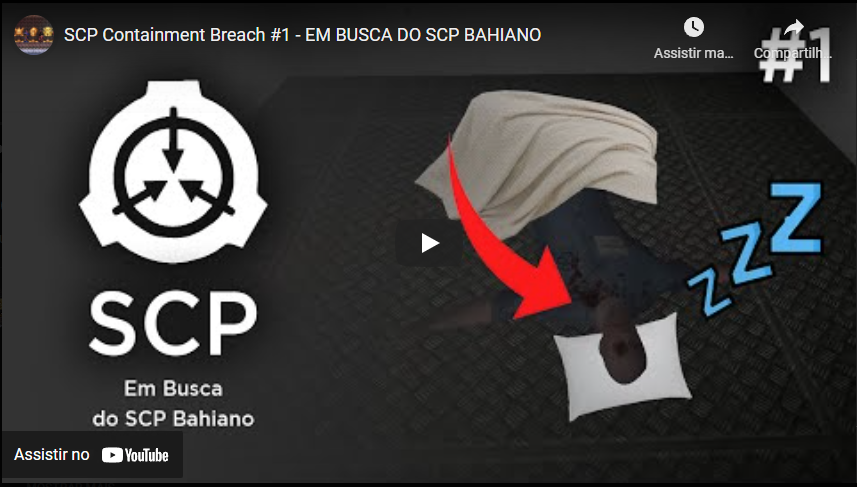 SCP Containment Breach #1 - EM BUSCA DO SCP BAHIANO
Assistir ma...
Compartilh...
#1
zzZ
SCP
Em Busca
do SCP Bahiano
Assistir no YouTube